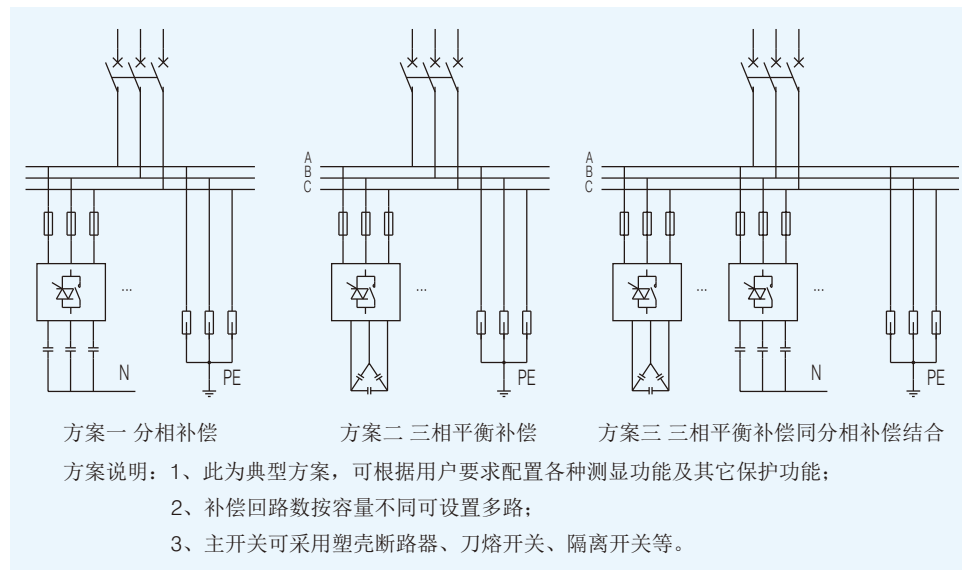 A
B
C
A
B
C
...
...
...
...
N
PE
PE
N
PE
方案一 分相补偿
方案二 三相平衡补偿
方案三 三相平衡补偿同分相补偿结合
方案说明：1、此为典型方案，可根据用户要求配置各种测显功能及其它保护功能；
2、补偿回路数按容量不同可设置多路；
3、主开关可采用塑壳断路器、刀熔开关、隔离开关等。